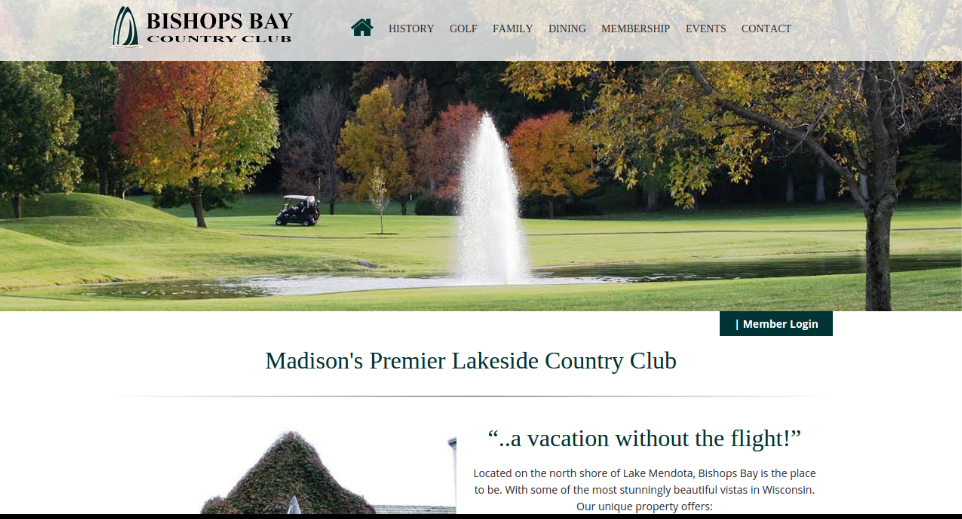 BISHOPS BAY
COUNTRY CLUB
HISTORY GOLF FAMILY DINING MEMBERSHIP EVENTS CONTACT
| Member Login
Madison's Premier Lakeside Country Club
“..a vacation without the flight!”
Located on the north shore of Lake Mendota, Bishops Bay is the place
to be. With some of the most stunningly beautiful vistas in Wisconsin.
Our unique property offers: